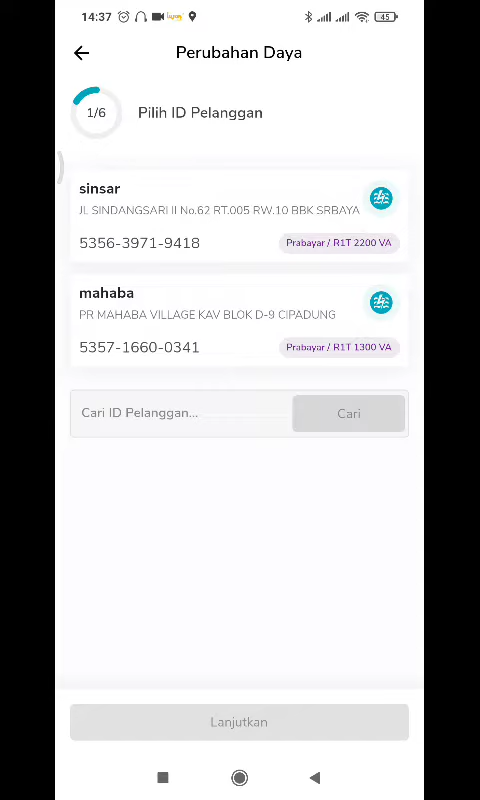 14:37
45
Perubahan Daya
1/6
Pilih ID Pelanggan
sinsar
JL SINDANGSARI II No.62 RT.005 RW.10 BBK SRBAYA
5356-3971-9418
Prabayar / R1T 2200 VA
mahaba
PR MAHABA VILLAGE KAV BLOK D-9 CIPADUNG
5357-1660-0341
Prabayar / R1T 1300 VA
Cari ID Pelanggan...
Cari
Lanjutkan